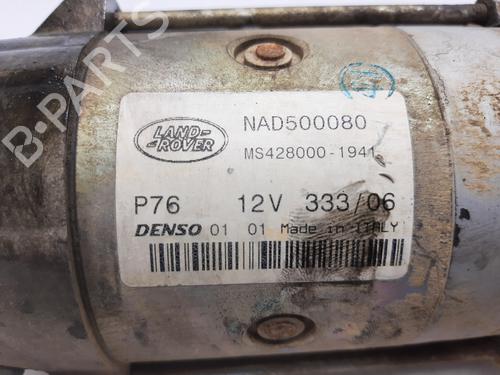 LAND-
-ROVER
NAD500080
MS428000-1941
P76 12V 333/06
DENSO 01 01 Made in ITALY
B-PARTS